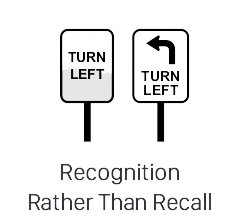 TURN
LEFT
TURN
LEFT
Recognition
Rather Than Recall